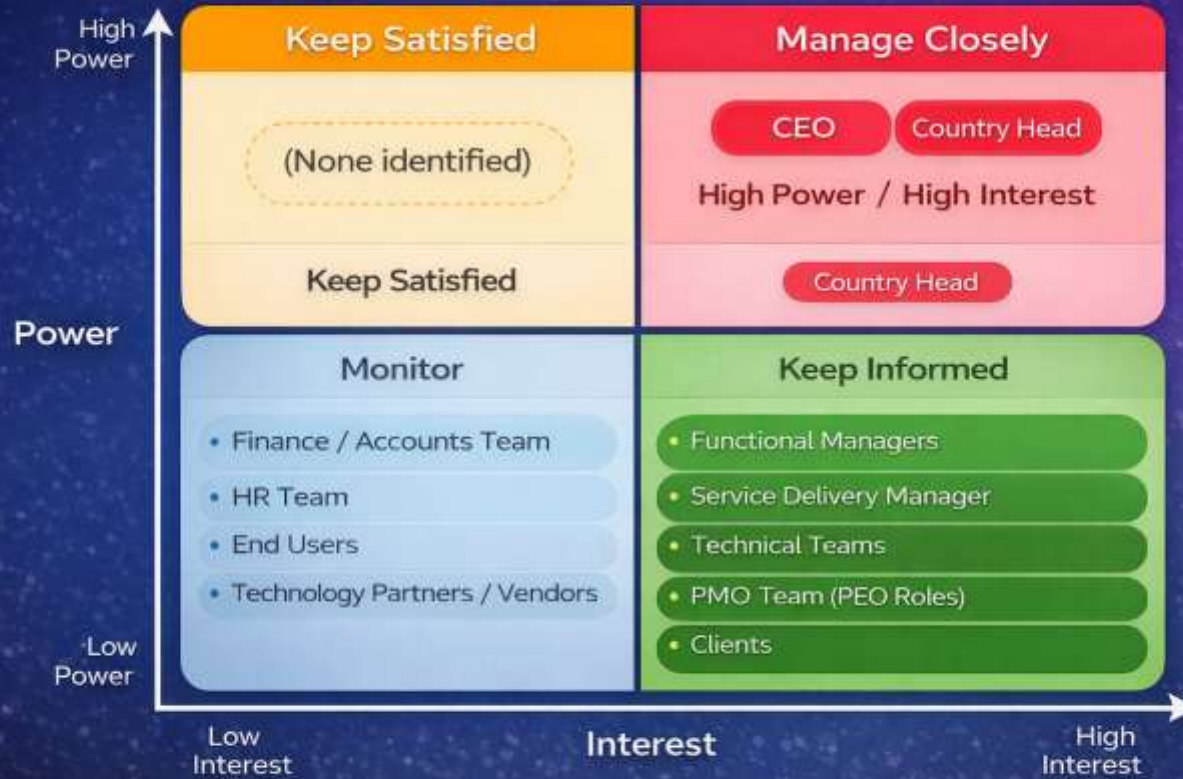 High
Power
Keep Satisfied
Manage Closely
(None identified)
CEO
Country Head
High Power / High Interest
Keep Satisfied
Country Head
Power
Monitor
Keep Informed
• Finance / Accounts Team
• HR Team
• End Users
• Technology Partners / Vendors
• Functional Managers
• Service Delivery Manager
• Technical Teams
• PMO Team (PEO Roles)
• Clients
Low
Power
Low
Interest
Interest
High
Interest